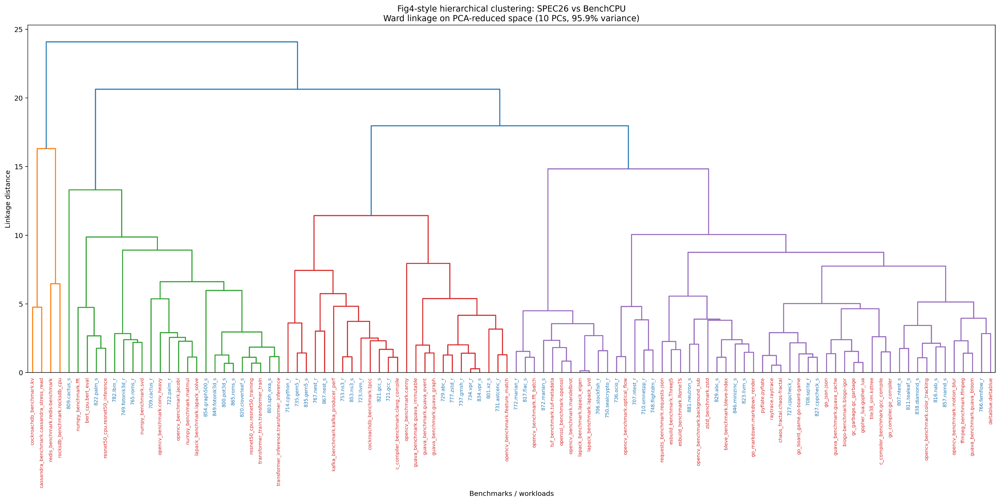 Fig4-style hierarchical clustering: SPEC26 vs BenchCPU
Ward linkage on PCA-reduced space (10 PCs, 95.9% variance)
25
20
15
10
5
0
Linkage distance
cockroachdb_benchmark.kv
cassandra_benchmark.cassandra_stress_read
redis_benchmark.redis-benchmark
rocksdb_benchmark.rocksdb_cpu
809.cactus_s
numpy_benchmark.fft
bert_cpu.bert_eval
822.palm_s
resnet50_cpu.resnet50_inference
782.lbm_r
749.fotonik3d_r
765.roms_r
numpy_benchmark.svd
709.cactus_r
opencv_benchmark.conv_heavy
722.palm_r
opencv_benchmark.jacobi
numpy_benchmark.matmul
lapack_benchmark.lapack_solve
854.graph500_s
849.fotonik3d_s
800.pot3d_s
865.roms_s
820.cloverleaf_s
resnet50_cpu.resnet50_training
transformer_train.transformer_train
803.sph_exa_s
transformer_inference.transformer_inference
714.cpython_r
735.gem5_r
835.gem5_s
767.nest_r
867.nest_s
kafka_benchmark.kafka_producer_perf
753.ns3_r
853.ns3_s
723.llvm_r
cockroachdb_benchmark.tpcc
821.gcc_s
721.gcc_r
c_compiler_benchmark.clang_compile
opencv_benchmark.canny
guava_benchmark.guava_immutable
guava_benchmark.guava_event
guava_benchmark.guava_graph
729.abc_r
777.zstd_r
737.gmsh_r
734.vpr_r
834.vpr_s
801.xz_s
731.astcenc_r
opencv_benchmark.feature_match
772.marian_r
817.flac_s
opencv_benchmark.fft_batch
872.marian_s
tuf_benchmark.tuf-metadata
openssl_benchmark.openssl
opencv_benchmark.mandelbrot
lapack_benchmark.lapack_eigen
lapack_benchmark.lapack_svd
706.stockfish_r
750.sealcrypto_r
736.ocio_r
opencv_benchmark.optical_flow
707.ntest_r
710.omnetpp_r
748.flightdm_r
requests_benchmark.requests-json
esbuild_benchmark.ThreeJS
esbuild_benchmark.RomeTS
881.neutron_s
opencv_benchmark.background_sub
zstd_benchmark.zstd
829.abc_s
bleve_benchmark.bleve-index
846.minizinc_s
823.llvm_s
go_markdown.markdown_render
pyflate.pyflate
raytrace.raytrace
chaos_fractal.chaos-fractal
727.cppcheck_r
go_board_game.go-board-game
708.sqlite_r
827.cppcheck_s
go_json.json
guava_benchmark.guava_cache
biogo-benchmark.biogo-igor
gc_garbage.gc_garbage
gopher_lua.gopher_lua
tile38_sim.kdtree
c_compiler_benchmark.gcc_compile
go_compiler.go_compiler
807.ntest_s
811.tealeaf_s
838.diamond_s
opencv_benchmark.color_tracking
816.nab_s
857.namd_s
opencv_benchmark.motion_blur
ffmpeg_benchmark.ffmpeg
guava_benchmark.guava_bloom
766.femflow_r
deltablue.deltablue
Benchmarks / workloads